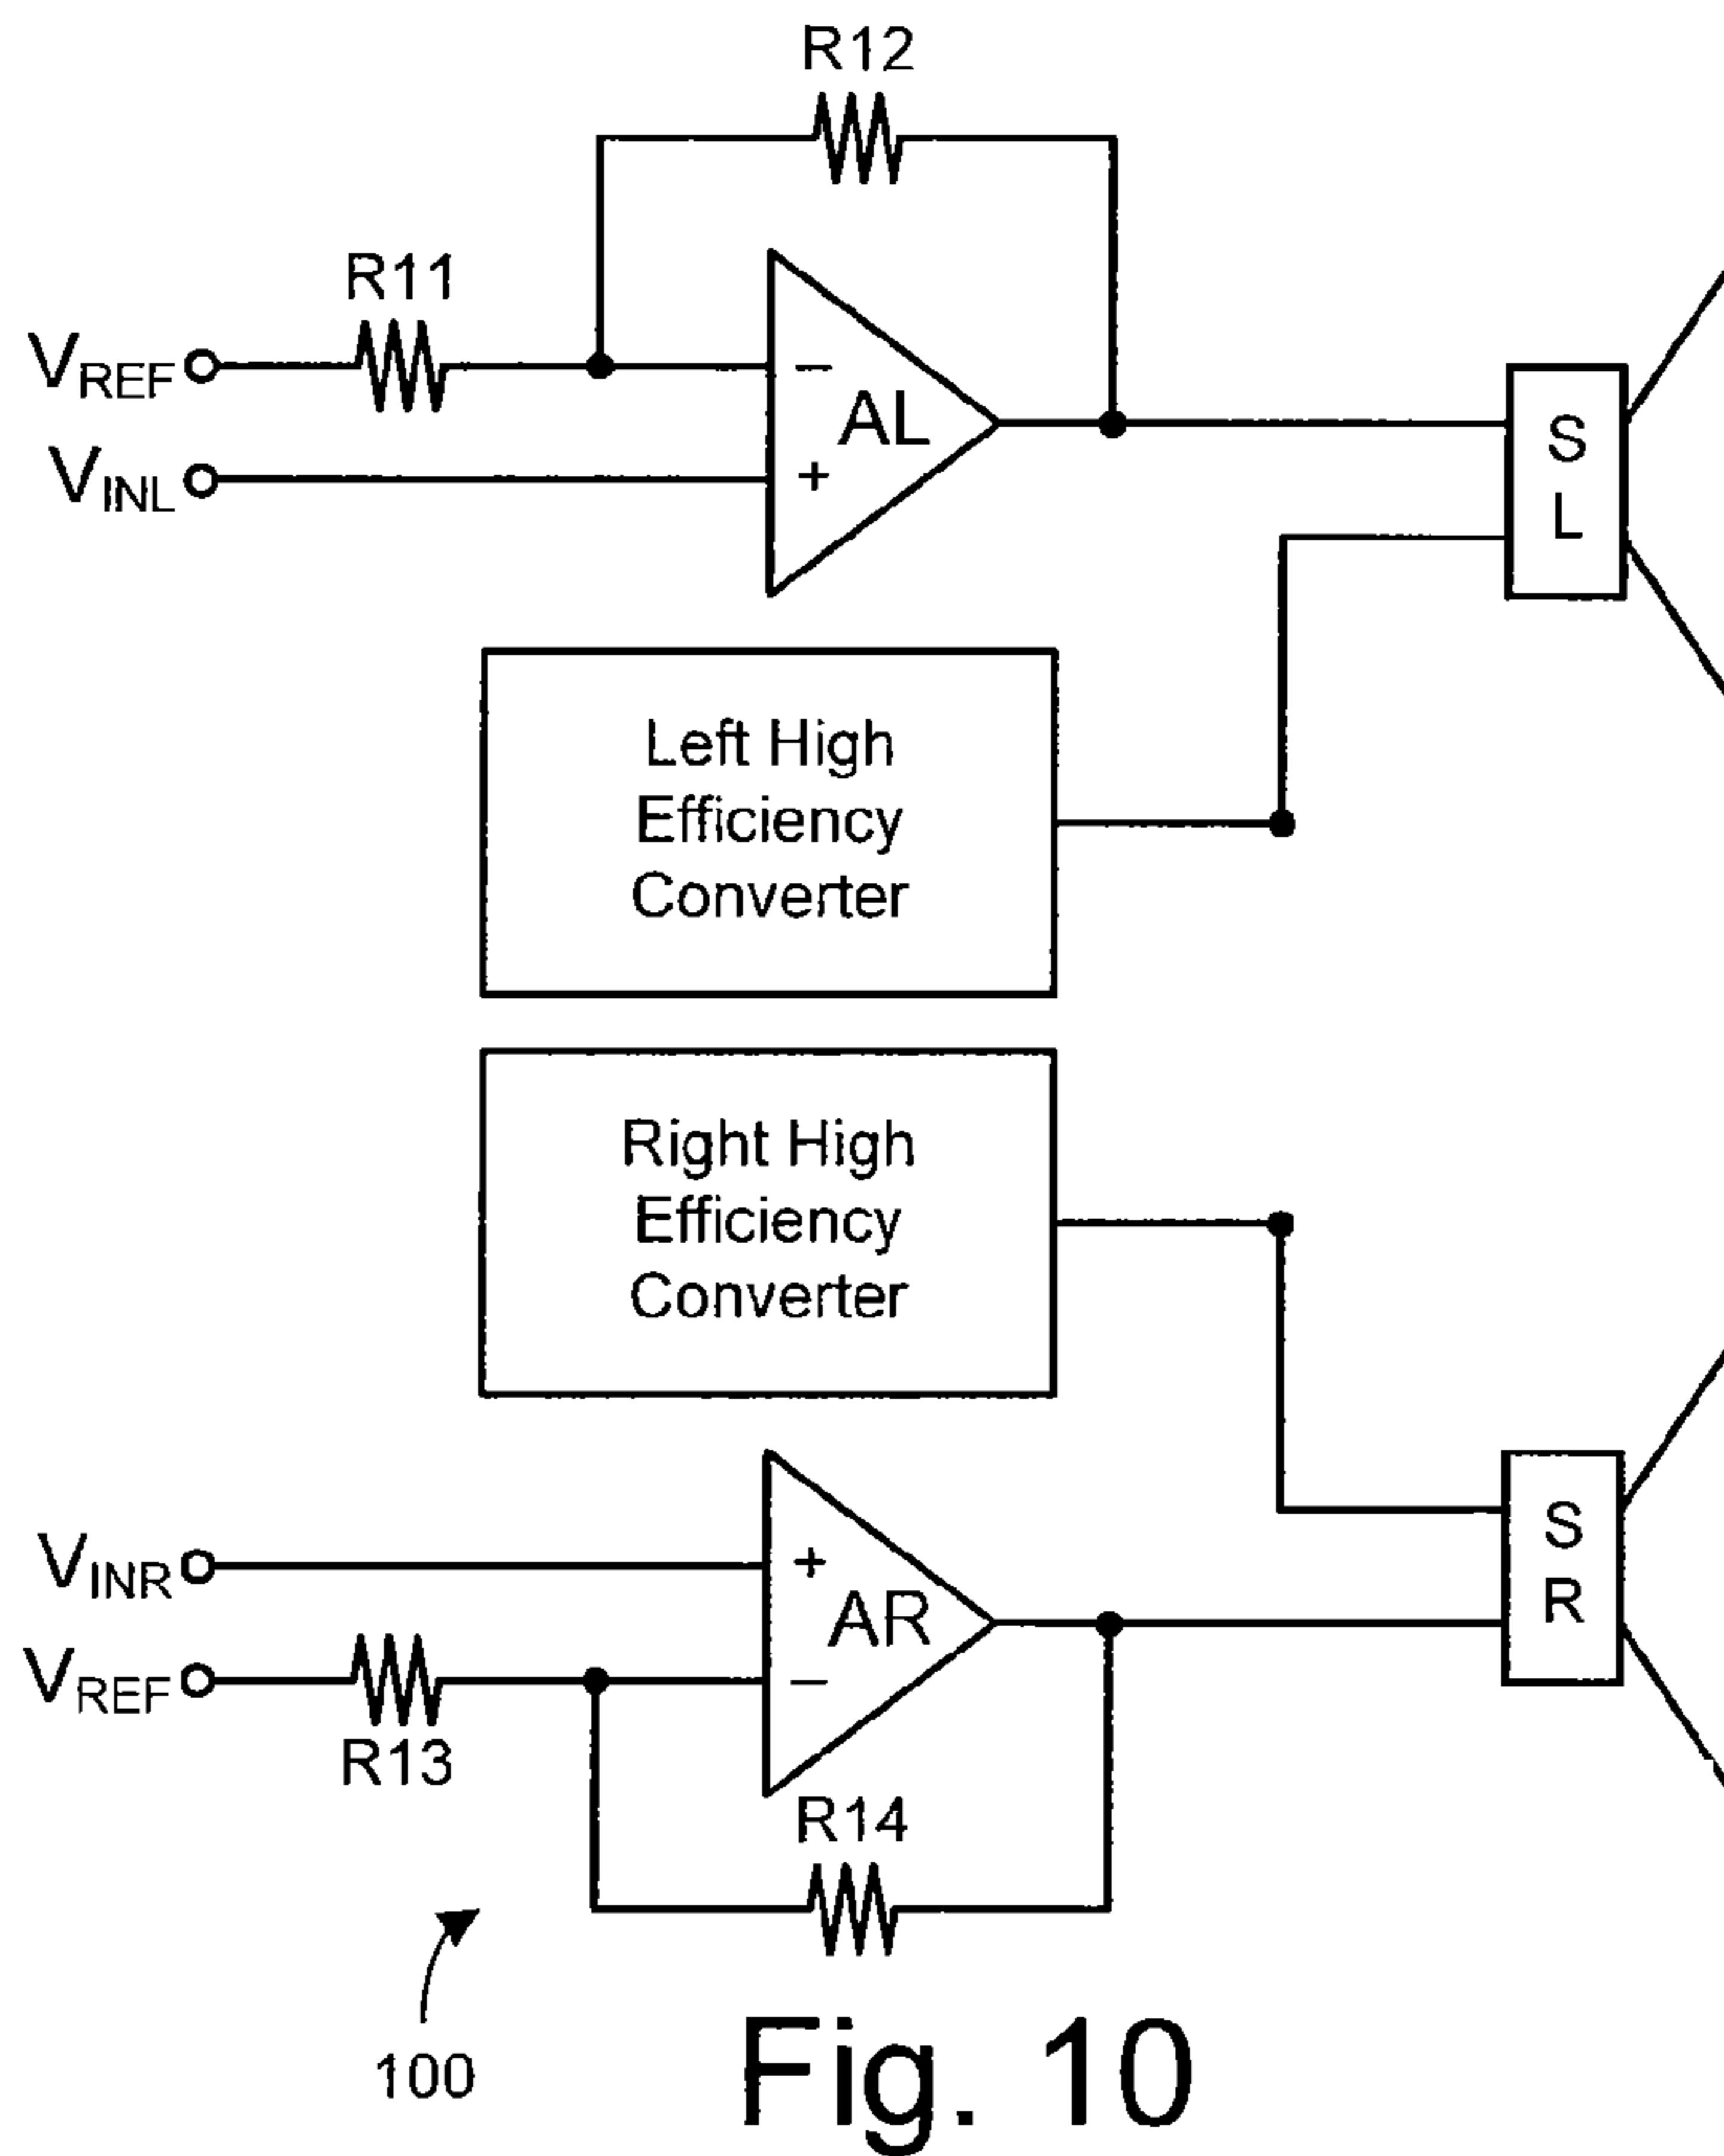 R12
R11
VREF
−
AL
VINL
+
S
L
Left High
Efficiency
Converter
Right High
Efficiency
Converter
VINR
+
AR
S
R
VREF
−
R13
R14
100
Fig. 10